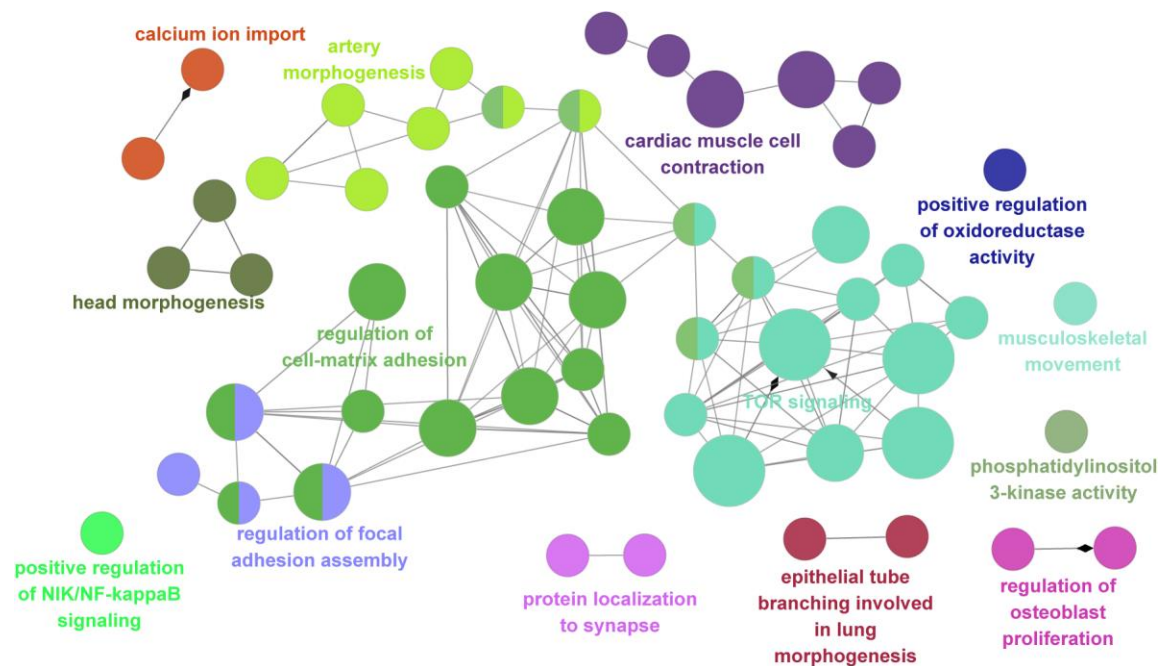 calcium ion import
artery
morphogenesis
cardiac muscle cell
contraction
positive regulation
of oxidoreductase
activity
head morphogenesis
regulation of
cell-matrix adhesion
musculoskeletal
movement
TOR signaling
phosphatidylinositol
3-kinase activity
regulation of focal
adhesion assembly
positive regulation
of NIK/NF-kappaB
signaling
protein localization
to synapse
epithelial tube
branching involved
in lung
morphogenesis
regulation of
osteoblast
proliferation